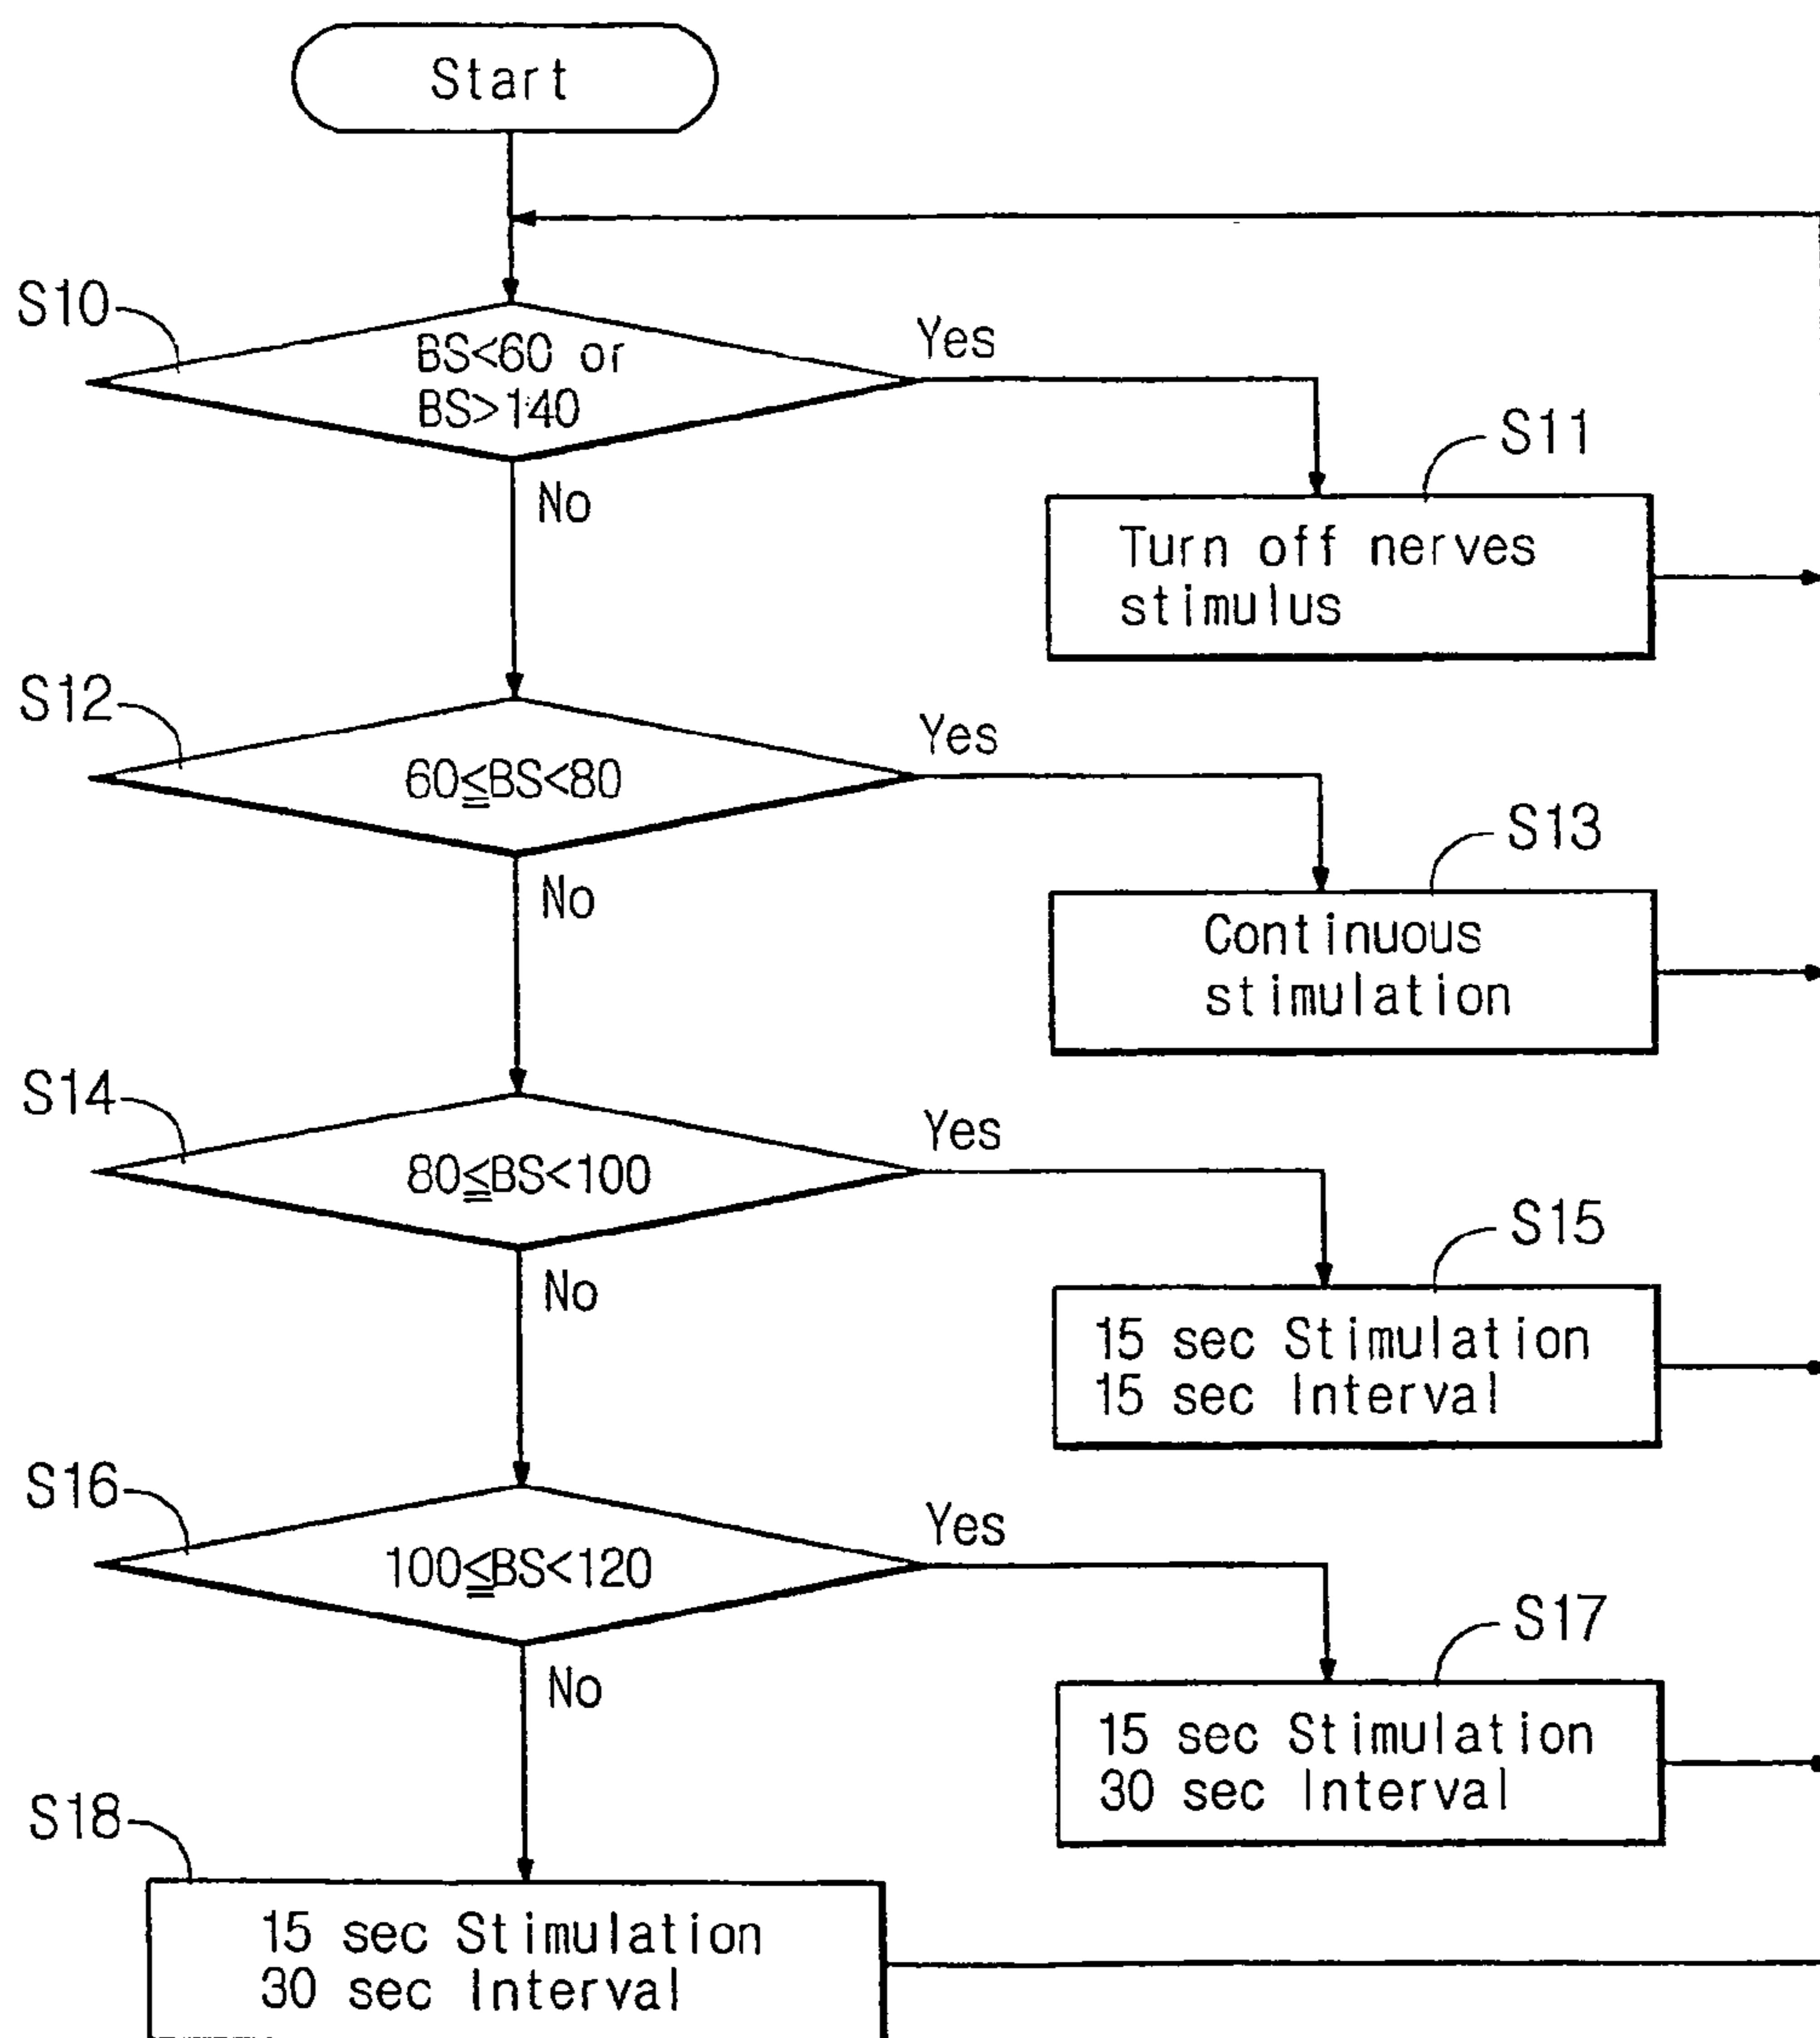 Start
S10
BS<60 or
BS>140
Yes
No
S11
Turn off nerves
stimulus
S12
60≦BS<80
Yes
No
S13
Continuous
stimulation
S14
80≦BS<100
Yes
No
S15
15 sec Stimulation
15 sec Interval
S16
100≦BS<120
Yes
No
S17
15 sec Stimulation
30 sec Interval
S18
15 sec Stimulation
30 sec Interval